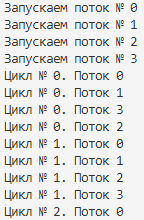 Запускаем поток № 0
Запускаем поток № 1
Запускаем поток № 2
Запускаем поток № 3
Цикл № 0. Поток 0
Цикл № 0. Поток 1
Цикл № 0. Поток 3
Цикл № 0. Поток 2
Цикл № 1. Поток 0
Цикл № 1. Поток 1
Цикл № 1. Поток 2
Цикл № 1. Поток 3
Цикл № 2. Поток 0